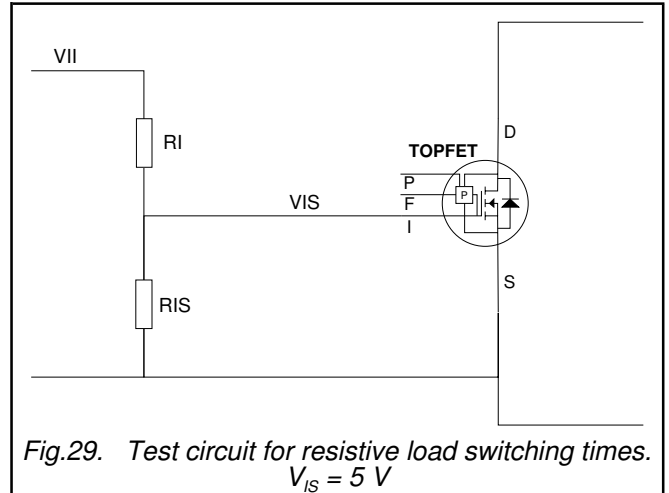 VII
RI
D
TOPFET
P
P
F
VIS
I
RIS
S
Fig.29. Test circuit for resistive load switching times.
VIS = 5 V